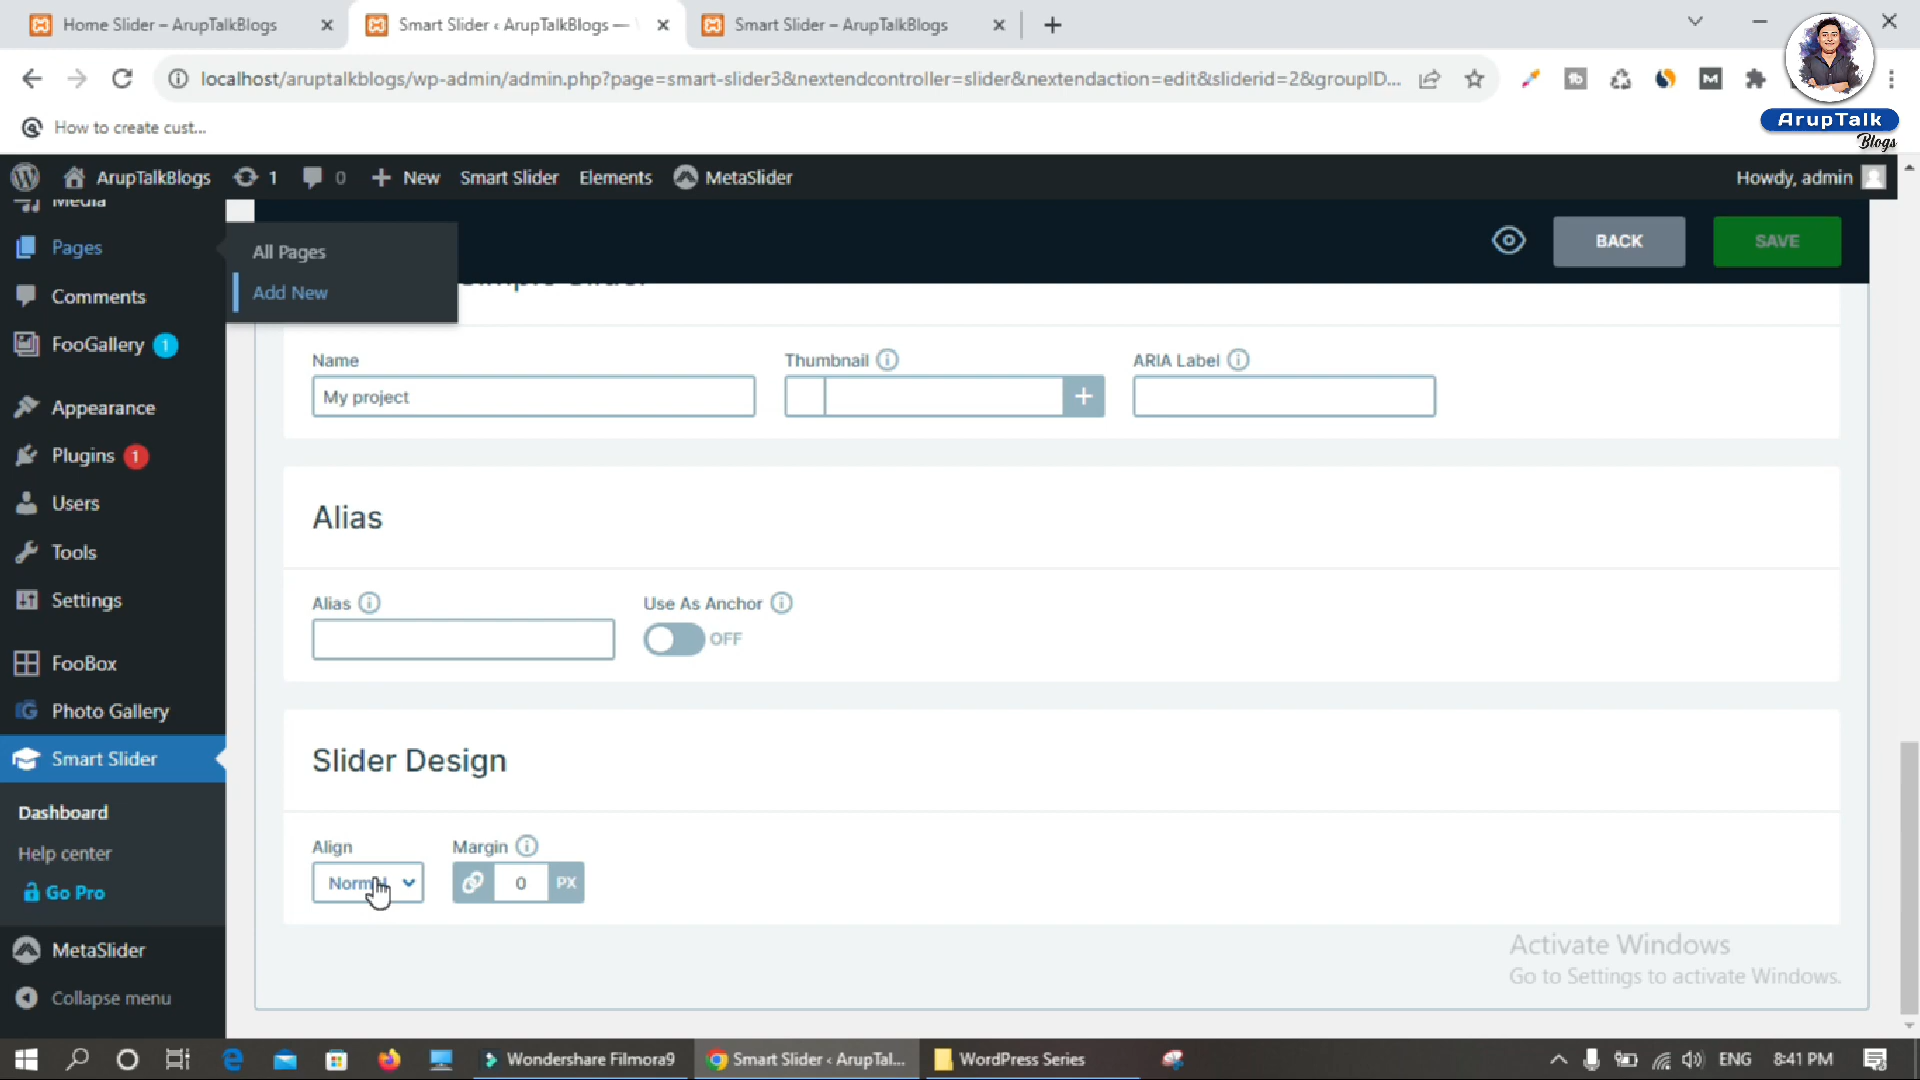 Home Slider – ArupTalkBlogs
Smart Slider ‹ ArupTalkBlogs —
Smart Slider – ArupTalkBlogs
localhost/aruptalkblogs/wp-admin/admin.php?page=smart-slider3&nextendcontroller=slider&nextendaction=edit&sliderid=2&groupID...
ArupTalk
Blogs
How to create cust...
ArupTalkBlogs
1
0
New
Smart Slider
Elements
MetaSlider
Howdy, admin
Media
Pages
All Pages
Add New
BACK
SAVE
Comments
FooGallery 1
Appearance
Plugins 1
Users
Tools
Settings
FooBox
Photo Gallery
Smart Slider
Dashboard
Help center
Go Pro
MetaSlider
Collapse menu
Name
Thumbnail
ARIA Label
My project
Alias
Alias
Use As Anchor
OFF
Slider Design
Align
Margin
0
PX
Activate Windows
Go to Settings to activate Windows.
Wondershare Filmora9
Smart Slider ‹ ArupTal...
WordPress Series
ENG
8:41 PM